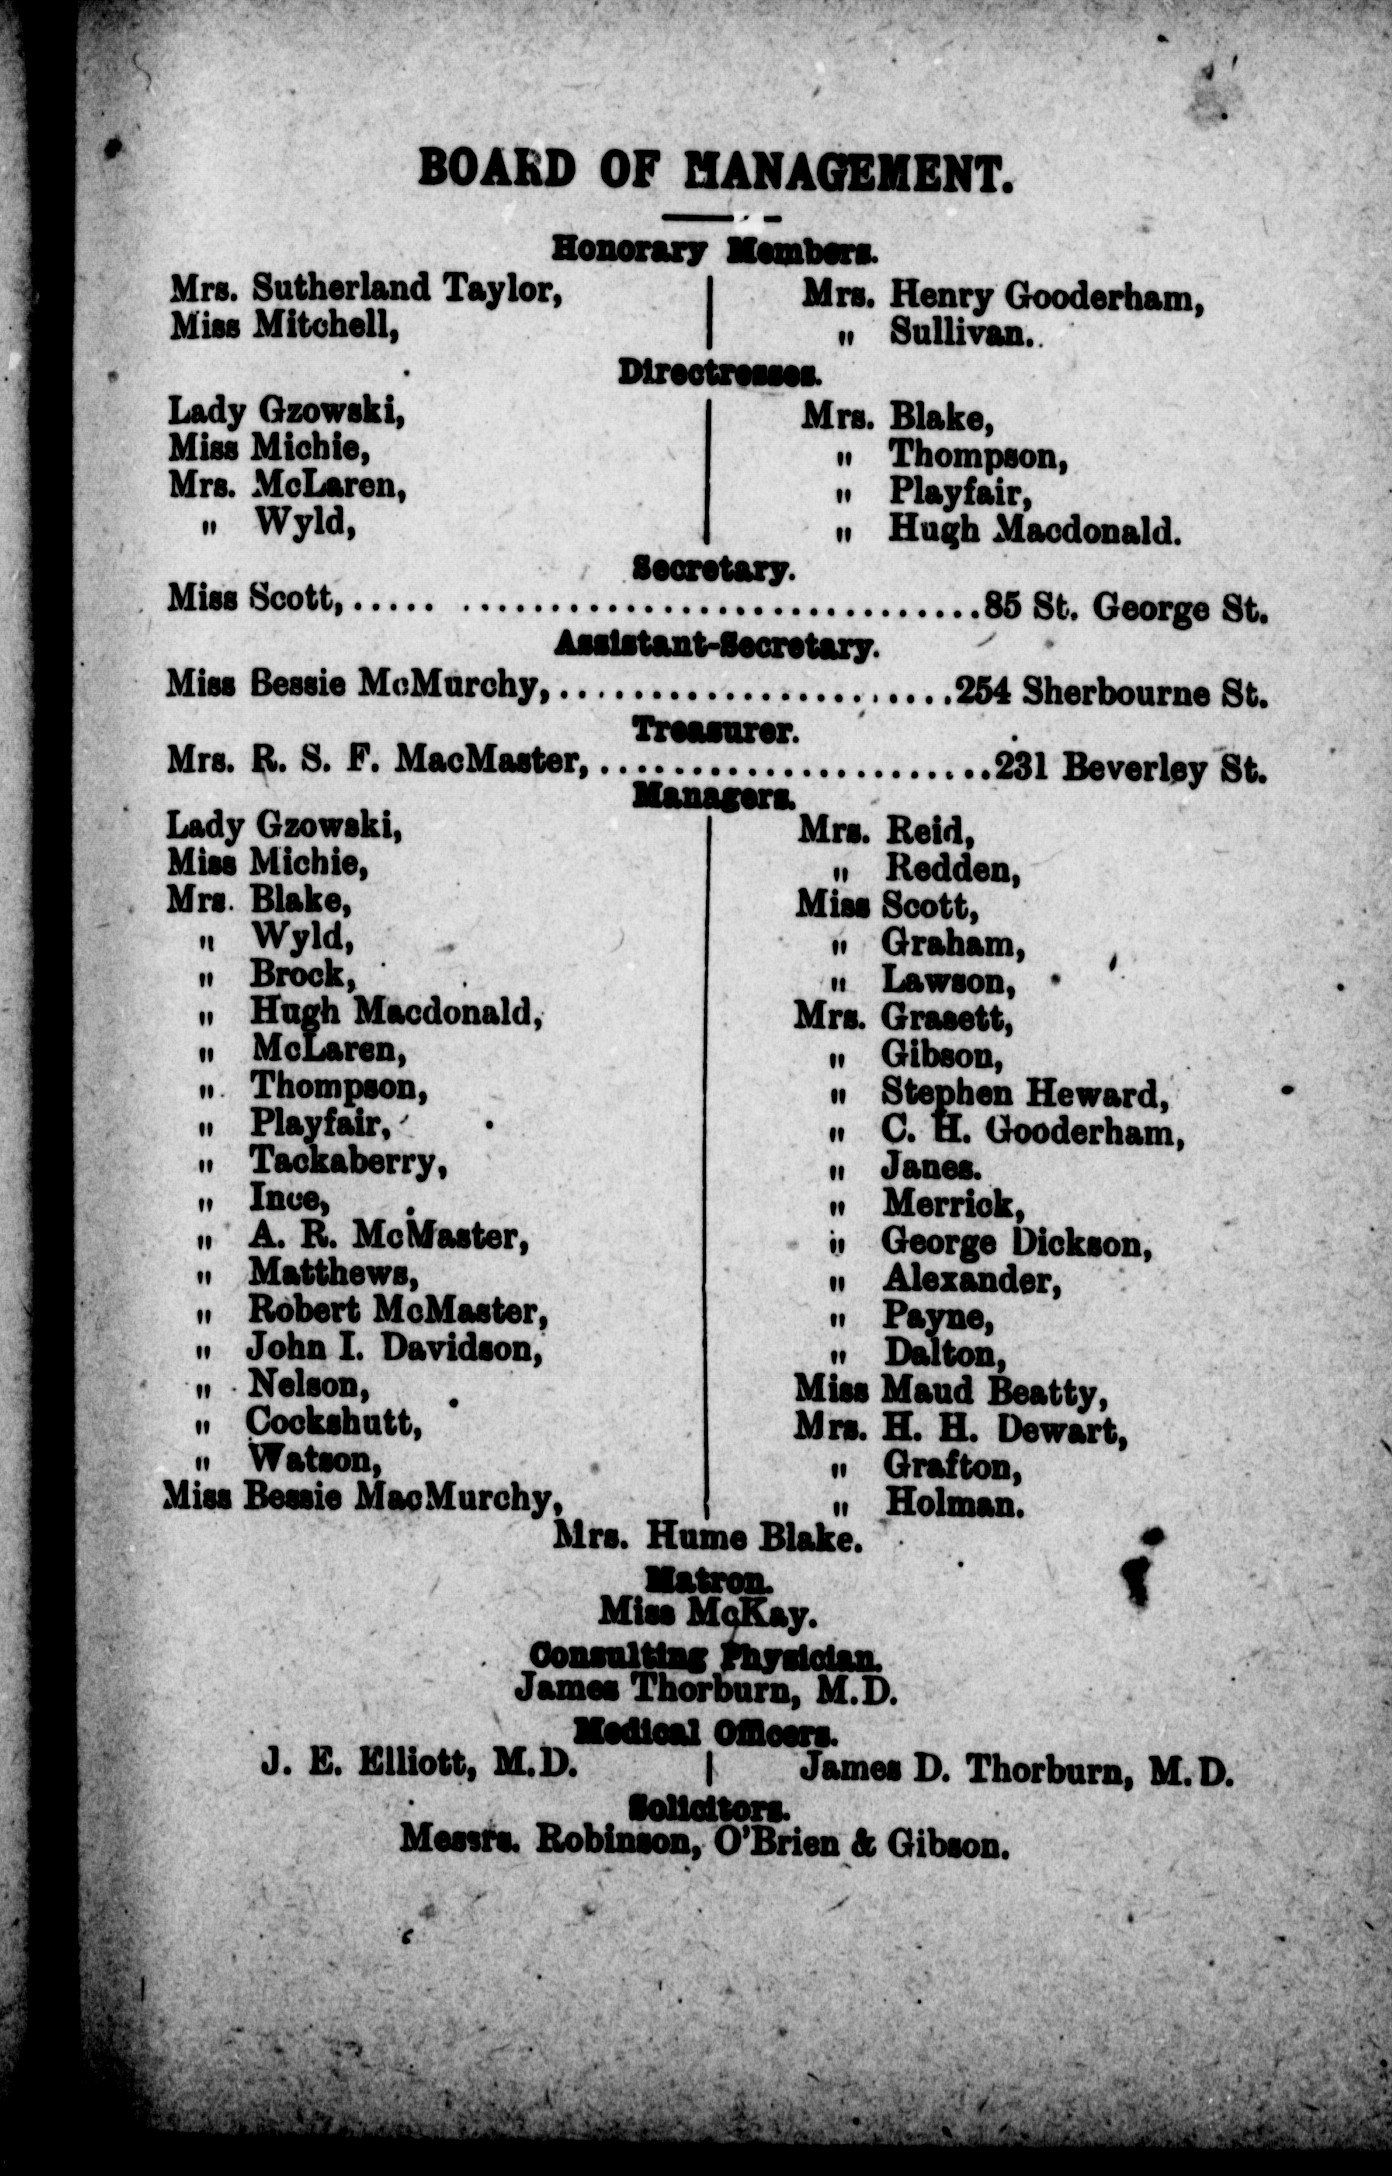 BOARD OF MANAGEMENT.
Honorary Members.
Mrs. Sutherland Taylor,
Miss Mitchell,
Mrs. Henry Gooderham,
" Sullivan.
Directresses.
Lady Gzowski,
Miss Michie,
Mrs. McLaren,
" Wyld,
Mrs. Blake,
" Thompson,
" Playfair,
" Hugh Macdonald.
Secretary.
Miss Scott,....................................85 St. George St.
Assistant-Secretary.
Miss Bessie McMurchy,......................254 Sherbourne St.
Treasurer.
Mrs. R. S. F. MacMaster,......................231 Beverley St.
Managers.
Lady Gzowski,
Miss Michie,
Mrs. Blake,
" Wyld,
" Brock,
" Hugh Macdonald,
" McLaren,
" Thompson,
" Playfair,
" Tackaberry,
" Ince,
" A. R. McMaster,
" Matthews,
" Robert McMaster,
" John I. Davidson,
" Nelson,
" Cockshutt,
" Watson,
Miss Bessie MacMurchy,
Mrs. Reid,
" Redden,
Miss Scott,
" Graham,
" Lawson,
Mrs. Grasett,
" Gibson,
" Stephen Heward,
" C. H. Gooderham,
" Janes.
" Merrick,
" George Dickson,
" Alexander,
" Payne,
" Dalton,
Miss Maud Beatty,
Mrs. H. H. Dewart,
" Grafton,
" Holman.
Mrs. Hume Blake.
Matron.
Miss McKay.
Consulting Physician.
James Thorburn, M.D.
Medical Officers.
J. E. Elliott, M.D.
James D. Thorburn, M.D.
Solicitors.
Messrs. Robinson, O'Brien & Gibson.